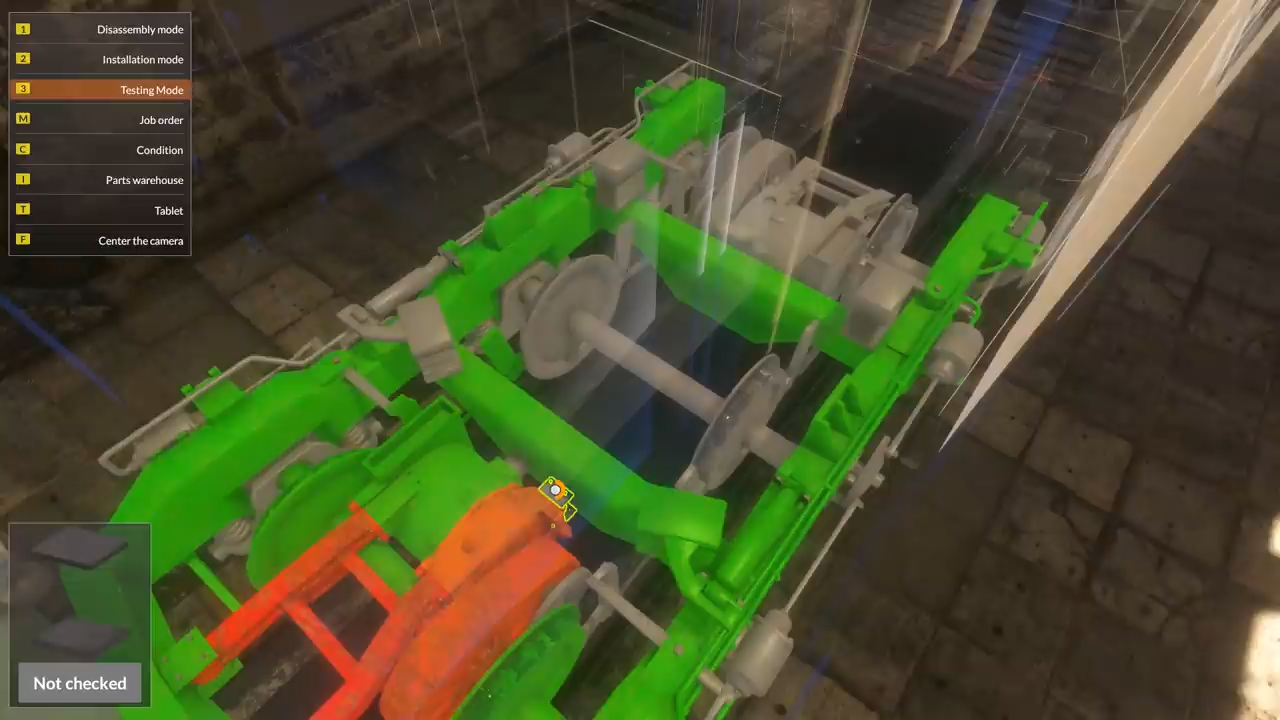 1 Disassembly mode
2 Installation mode
3 Testing Mode
M Job order
C Condition
I Parts warehouse
T Tablet
F Center the camera
Not checked